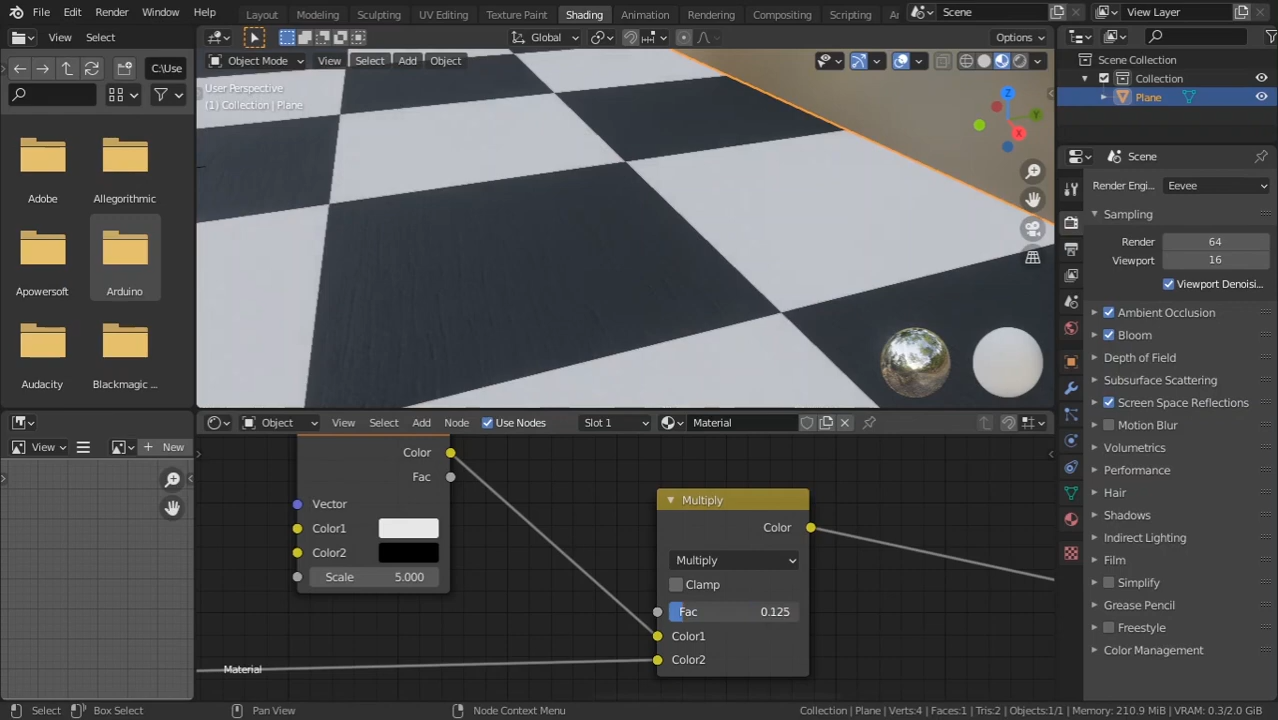 File Edit Render Window Help Layout Modeling Sculpting UV Editing Texture Paint Shading Animation Rendering Compositing Scripting Scene View Layer
View Select Global Options
C:\Use Object Mode View Select Add Object Scene Collection
User Perspective
(1) Collection | Plane
Collection
Plane
Z
Y
X
Scene
Render Engi... Eevee
Sampling
Render 64
Viewport 16
Viewport Denoisi...
Adobe Allegorithmic
Apowersoft Arduino
Audacity Blackmagic ...
Ambient Occlusion
Bloom
Depth of Field
Subsurface Scattering
Screen Space Reflections
Motion Blur
Volumetrics
Performance
Hair
Shadows
Indirect Lighting
Film
Simplify
Grease Pencil
Freestyle
Color Management
Object View Select Add Node Use Nodes Slot 1 Material
View New
Color
Fac
Vector
Color1
Color2
Scale 5.000
Multiply
Color
Multiply
Clamp
Fac 0.125
Color1
Color2
Material
Select Box Select Pan View Node Context Menu Collection | Plane | Verts:4 | Faces:1 | Tris:2 | Objects:1/1 | Memory: 210.9 MiB | VRAM: 0.3/2.0 GiB